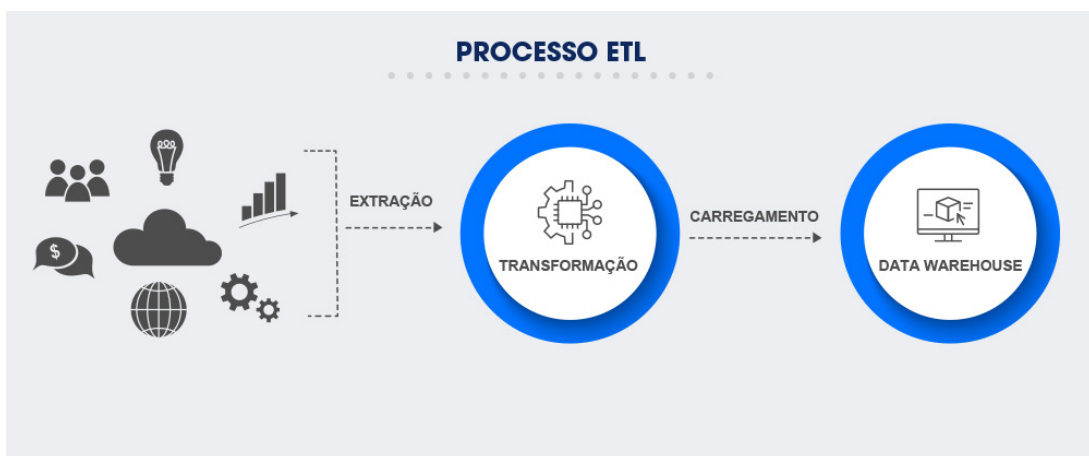 PROCESSO ETL
$
EXTRAÇÃO
TRANSFORMAÇÃO
CARREGAMENTO
DATA WAREHOUSE